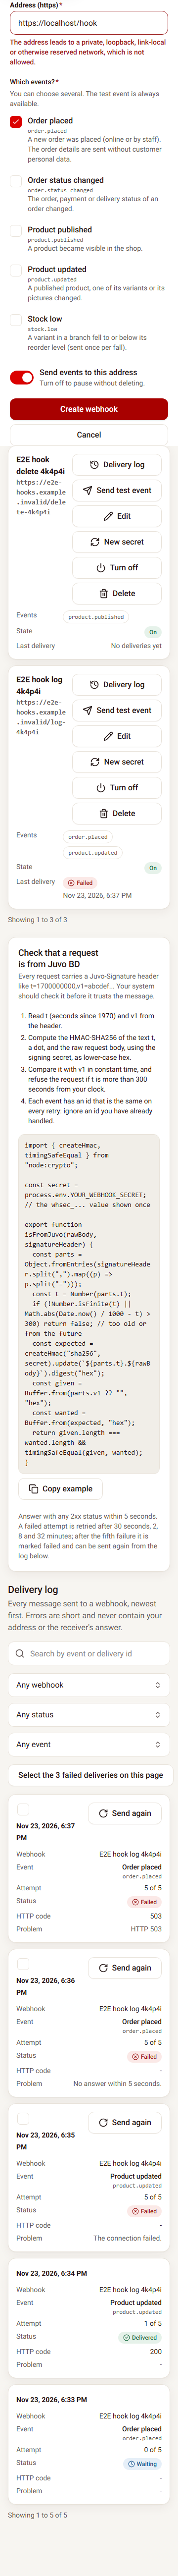 Address (https) *
https://localhost/hook
The address leads to a private, loopback, link-local
or otherwise reserved network, which is not
allowed.
Which events? *
You can choose several. The test event is always
available.
Order placed
order.placed
A new order was placed (online or by staff).
The order details are sent without customer
personal data.
Order status changed
order.status_changed
The order, payment or delivery status of an
order changed.
Product published
product.published
A product became visible in the shop.
Product updated
product.updated
A published product, one of its variants or its
pictures changed.
Stock low
stock.low
A variant in a branch fell to or below its
reorder level (sent once per fall).
Send events to this address
Turn off to pause without deleting.
Create webhook
Cancel
E2E hook
delete 4k4p4i
https://e2e-
hooks.example
.invalid/dele
te-4k4p4i
Delivery log
Send test event
Edit
New secret
Turn off
Delete
Events
product.published
State
On
Last delivery
No deliveries yet
E2E hook log
4k4p4i
https://e2e-
hooks.example
.invalid/log-
4k4p4i
Delivery log
Send test event
Edit
New secret
Turn off
Delete
Events
order.placed
product.updated
State
On
Last delivery
Failed
Nov 23, 2026, 6:37 PM
Showing 1 to 3 of 3
Check that a request
is from Juvo BD
Every request carries a Juvo-Signature header
like t=1700000000,v1=abcdef... Your system
should check it before it trusts the message.
1. Read t (seconds since 1970) and v1 from
the header.
2. Compute the HMAC-SHA256 of the text t,
a dot, and the raw request body, using the
signing secret, as lower-case hex.
3. Compare it with v1 in constant time, and
refuse the request if t is more than 300
seconds from your clock.
4. Each event has an id that is the same on
every retry: ignore an id you have already
handled.
import { createHmac,
timingSafeEqual } from
"node:crypto";
const secret =
process.env.YOUR_WEBHOOK_SECRET;
// the whsec_... value shown once
export function
isFromJuvo(rawBody,
signatureHeader) {
const parts =
Object.fromEntries(signatureHeade
r.split(",").map((p) =>
p.split("=")));
const t = Number(parts.t);
if (!Number.isFinite(t) ||
Math.abs(Date.now() / 1000 - t) >
300) return false; // too old or
from the future
const expected =
createHmac("sha256",
secret).update(`${parts.t}.${rawB
ody}`).digest("hex");
const given =
Buffer.from(parts.v1 ?? "",
"hex");
const wanted =
Buffer.from(expected, "hex");
return given.length ===
wanted.length &&
timingSafeEqual(given, wanted);
}
Copy example
Answer with any 2xx status within 5 seconds.
A failed attempt is retried after 30 seconds, 2,
8 and 32 minutes; after the fifth failure it is
marked failed and can be sent again from the
log below.
Delivery log
Every message sent to a webhook, newest
first. Errors are short and never contain your
address or the receiver's answer.
Search by event or delivery id
Any webhook
Any status
Any event
Select the 3 failed deliveries on this page
Send again
Nov 23, 2026, 6:37
PM
Webhook
E2E hook log 4k4p4i
Event
Order placed
order.placed
Attempt
5 of 5
Status
Failed
HTTP code
503
Problem
HTTP 503
Send again
Nov 23, 2026, 6:36
PM
Webhook
E2E hook log 4k4p4i
Event
Order placed
order.placed
Attempt
5 of 5
Status
Failed
HTTP code
-
Problem
No answer within 5 seconds.
Send again
Nov 23, 2026, 6:35
PM
Webhook
E2E hook log 4k4p4i
Event
Product updated
product.updated
Attempt
5 of 5
Status
Failed
HTTP code
-
Problem
The connection failed.
Nov 23, 2026, 6:34 PM
Webhook
E2E hook log 4k4p4i
Event
Product updated
product.updated
Attempt
1 of 5
Status
Delivered
HTTP code
200
Problem
-
Nov 23, 2026, 6:33 PM
Webhook
E2E hook log 4k4p4i
Event
Order placed
order.placed
Attempt
0 of 5
Status
Waiting
HTTP code
-
Problem
-
Showing 1 to 5 of 5